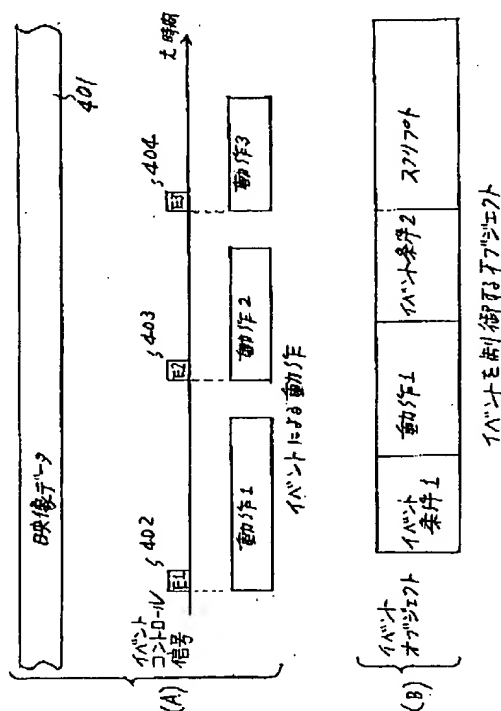 (A)
映像データ
401
イベント
コントロール
信号
E1
402
E2
403
E3
404
t 時間
動作1
動作2
動作3
イベントによる動作
(B)
イベント
オブジェクト
イベント
条件1
動作1
イベント条件2
スクリプト
イベントを制御するオブジェクト